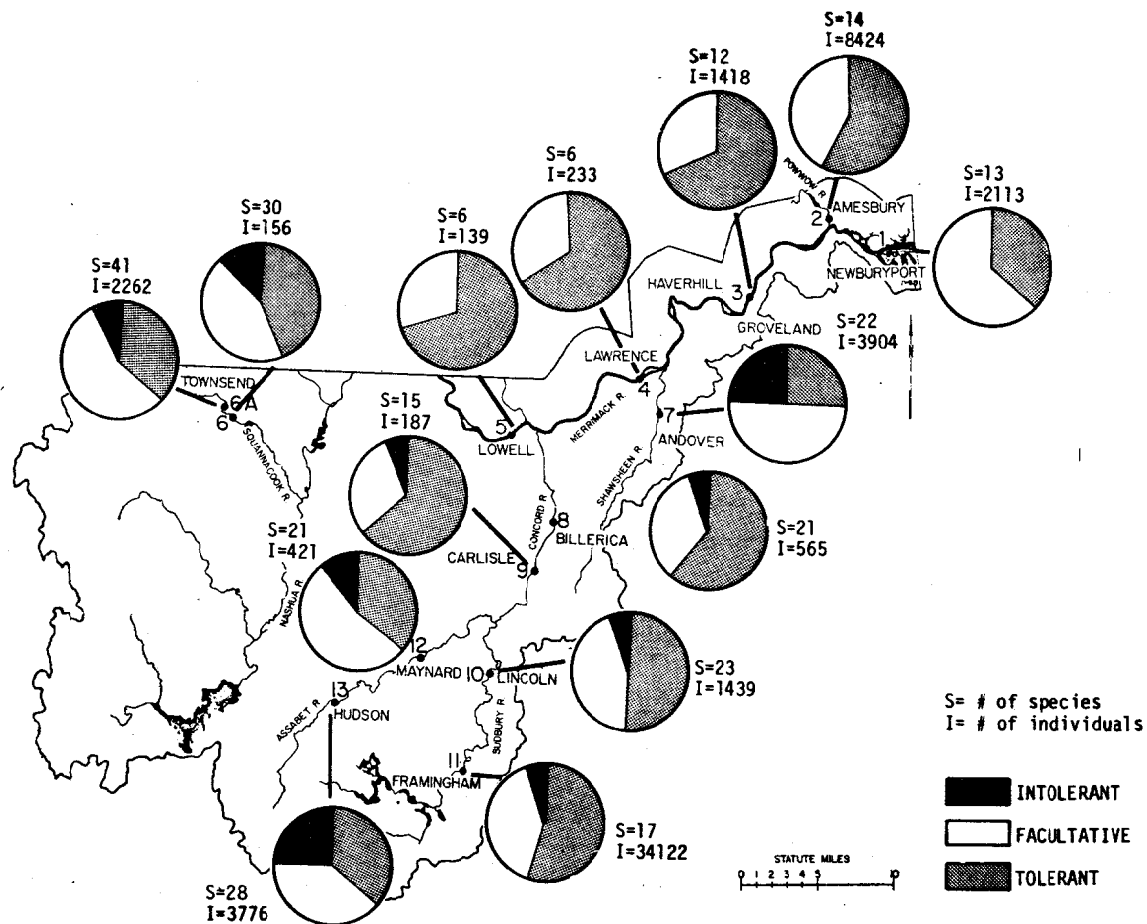 S=14
I=8424
S=12
I=1418
S=6
I=233
S=13
I=2113
S=30
I=156
S=6
I=139
S=41
I=2262
POWWOW R.
AMESBURY
2
1
NEWBURYPORT
HAVERHILL
3
GROVELAND
S=22
I=3904
LAWRENCE
4
TOWNSEND
6A
6
SQUANNACOOK R.
S=15
I=187
5
LOWELL
MERRIMACK R.
7
ANDOVER
SHAWSHEEN R.
CONCORD R.
8
BILLERICA
S=21
I=565
S=21
I=421
CARLISLE
9
NASHUA R.
12
MAYNARD
10
LINCOLN
S=23
I=1439
13
HUDSON
ASSABET R.
SUDBURY R.
11
FRAMINGHAM
S=17
I=34122
S=28
I=3776
S= # of species
I= # of individuals
INTOLERANT
FACULTATIVE
TOLERANT
STATUTE MILES
0 1 2 3 4 5 10